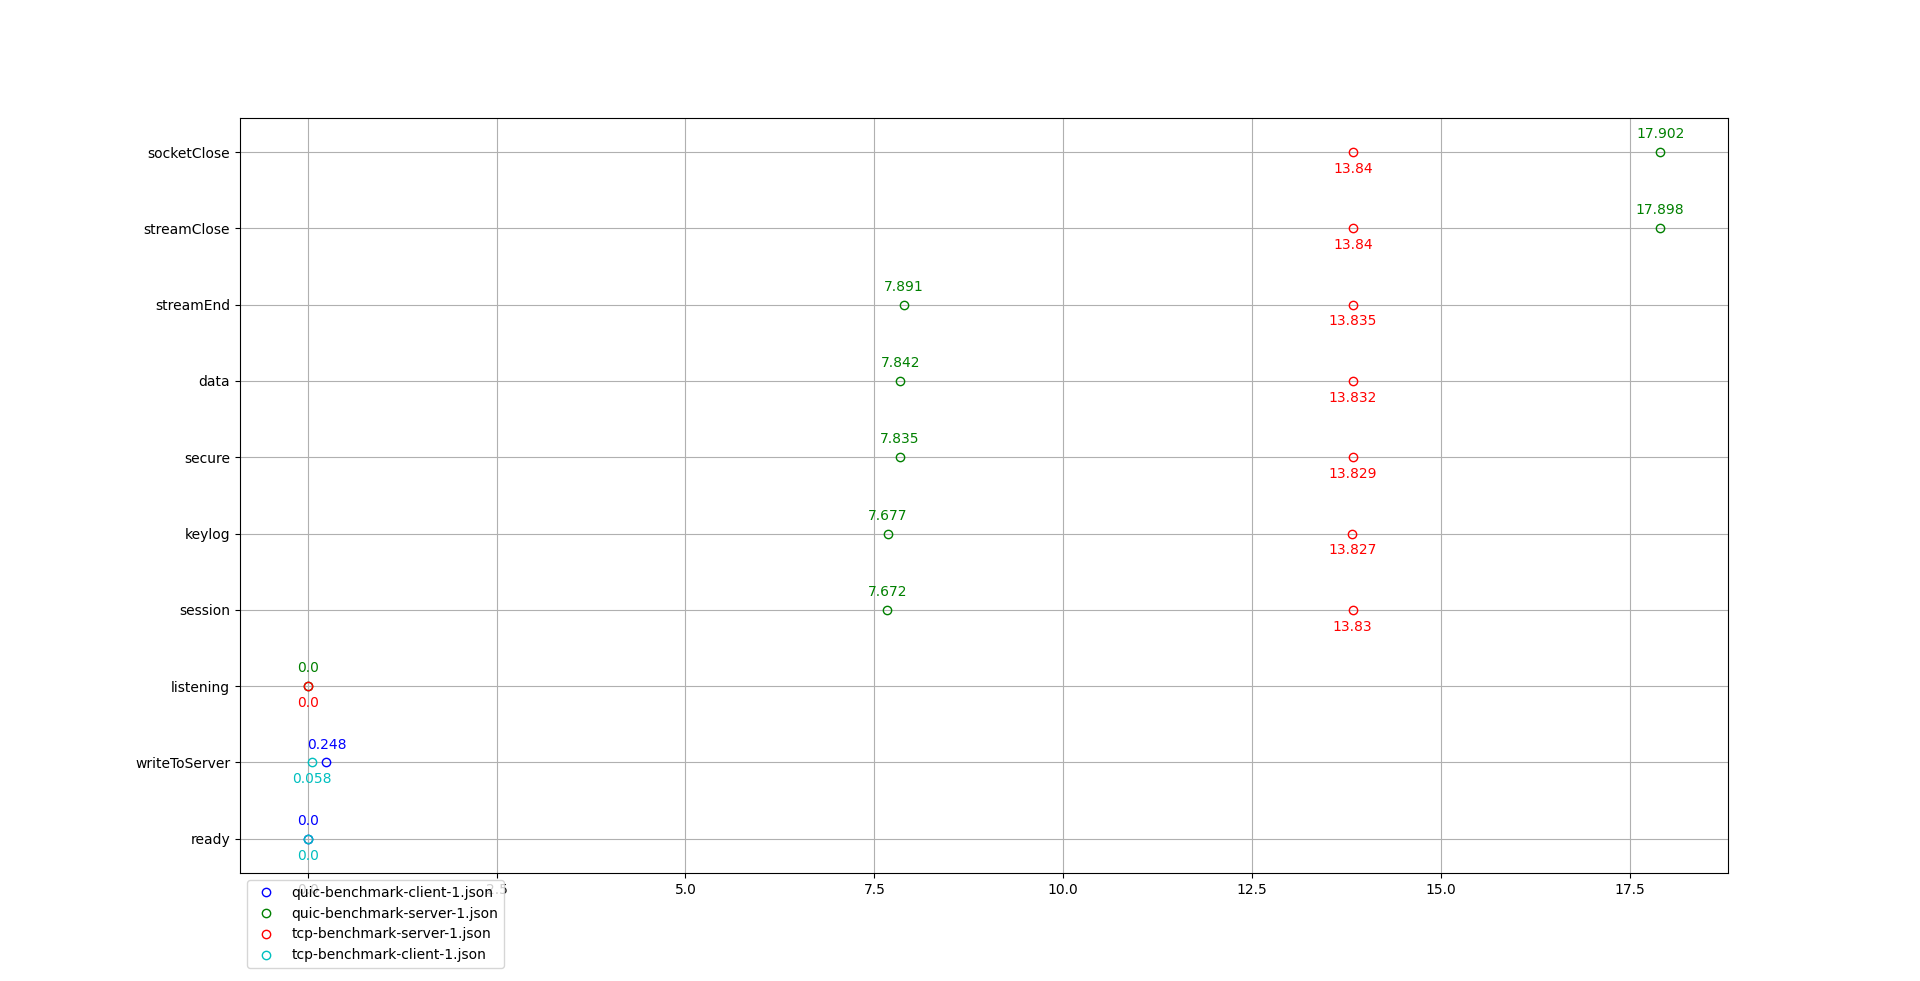 17.902
socketClose
13.84
17.898
streamClose
13.84
7.891
streamEnd
13.835
7.842
data
13.832
7.835
secure
13.829
7.677
keylog
13.827
7.672
session
13.83
0.0
listening
0.0
0.248
writeToServer
0.058
0.0
ready
0.0
0.0 2.5 5.0 7.5 10.0 12.5 15.0 17.5
quic-benchmark-client-1.json
quic-benchmark-server-1.json
tcp-benchmark-server-1.json
tcp-benchmark-client-1.json